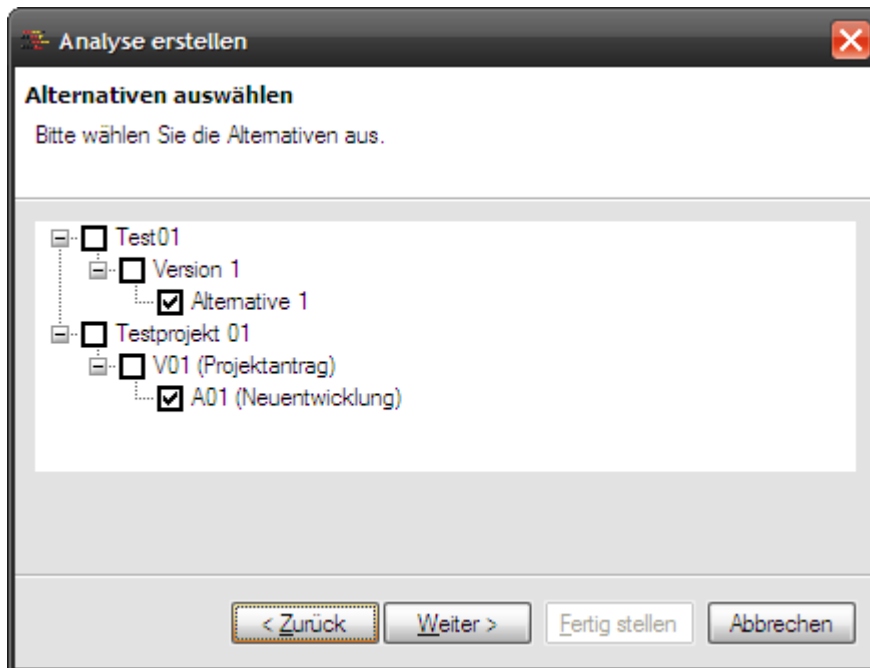 Analyse erstellen
Alternativen auswählen
Bitte wählen Sie die Alternativen aus.
Test01
Version 1
Alternative 1
Testprojekt 01
V01 (Projektantrag)
A01 (Neuentwicklung)
< Zurück Weiter > Fertig stellen Abbrechen